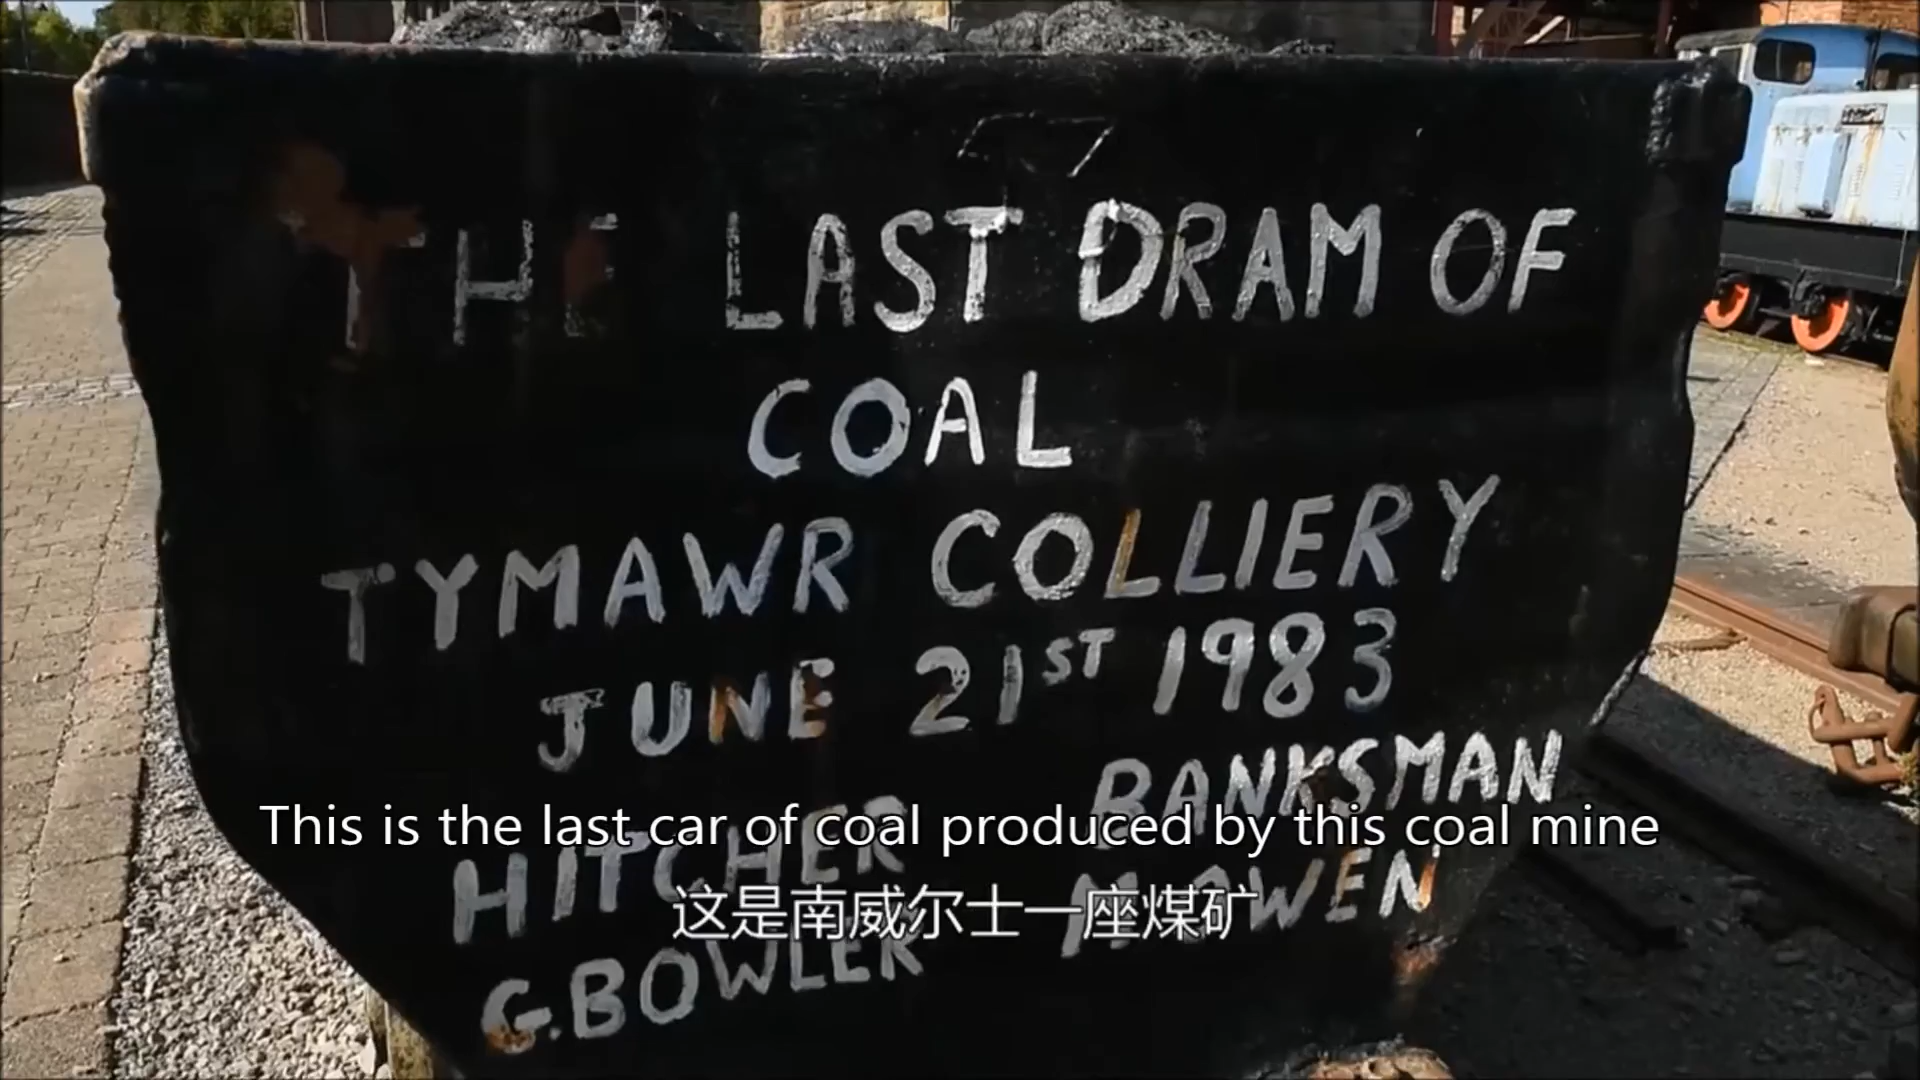 THE LAST DRAM OF
COAL
TYMAWR COLLIERY
JUNE 21ST 1983
HITCHER BANKSMAN
G. BOWLER M OWEN
This is the last car of coal produced by this coal mine
这是南威尔士一座煤矿